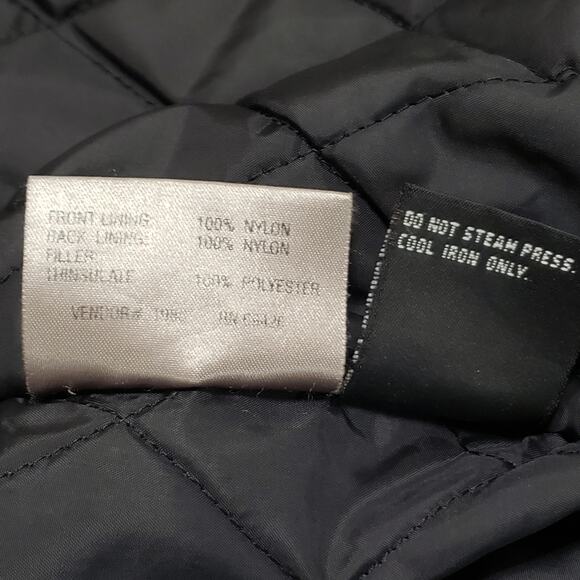 FRONT LINING: 100% NYLON
BACK LINING: 100% NYLON
FILLER
THINSULATE 100% POLYESTER
VENDOR# RN
DO NOT STEAM PRESS.
COOL IRON ONLY.